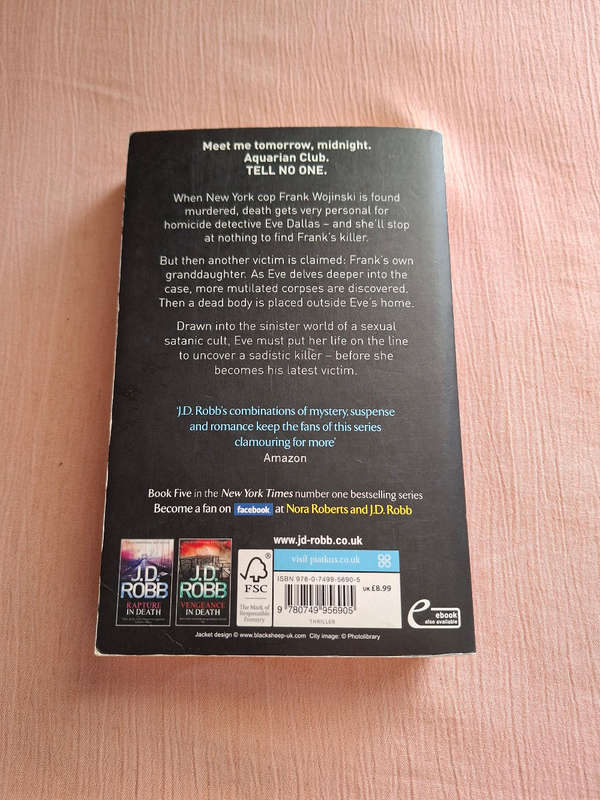 Meet me tomorrow, midnight.
Aquarian Club.
TELL NO ONE.
When New York cop Frank Wojinski is found
murdered, death gets very personal for
homicide detective Eve Dallas – and she'll stop
at nothing to find Frank's killer.
But then another victim is claimed: Frank's own
granddaughter. As Eve delves deeper into the
case, more mutilated corpses are discovered.
Then a dead body is placed outside Eve's home.
Drawn into the sinister world of a sexual
satanic cult, Eve must put her life on the line
to uncover a sadistic killer – before she
becomes his latest victim.
'J.D. Robb's combinations of mystery, suspense
and romance keep the fans of this series
clamouring for more'
Amazon
Book Five in the New York Times number one bestselling series
Become a fan on facebook at Nora Roberts and J.D. Robb
www.jd-robb.co.uk
visit piatkus.co.uk
J.D.
ROBB
RAPTURE
IN DEATH
J.D.
ROBB
VENGEANCE
IN DEATH
®
FSC
The Mark of
Responsible
Forestry
ISBN 978-0-7499-5690-5
9 780749 956905
THRILLER
UK £8.99
e
ebook
also available
Jacket design © www.blacksheep-uk.com City image: © Photolibrary